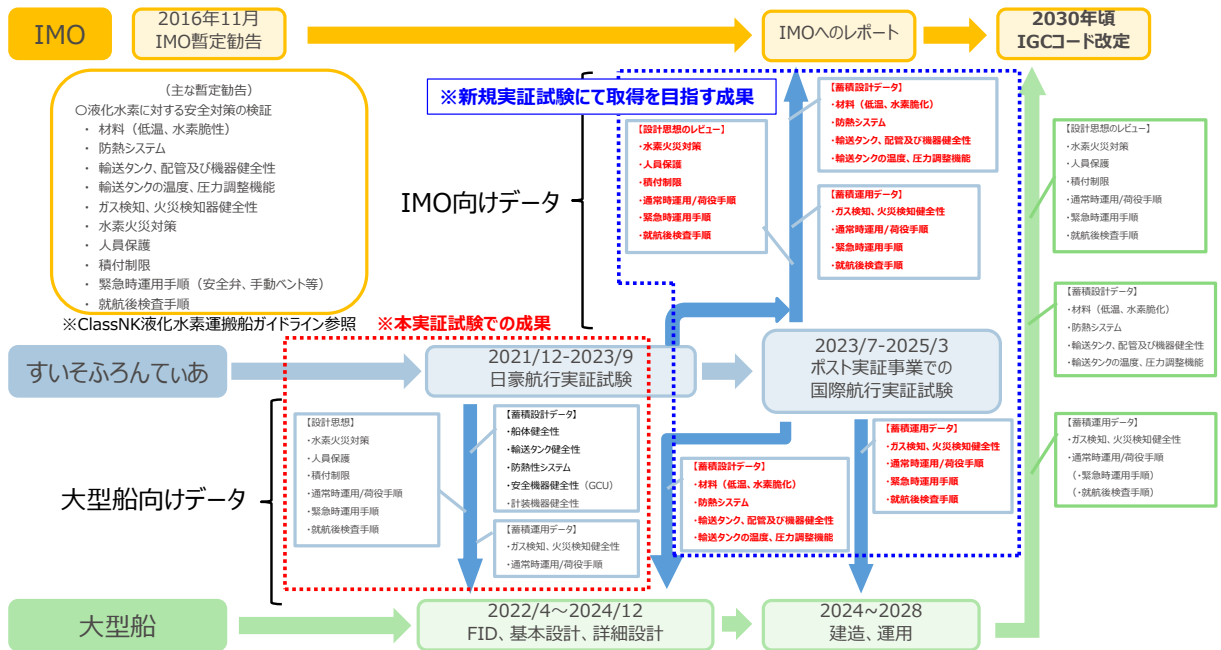 IMO
2016年11月
IMO暫定勧告
IMOへのレポート
2030年頃
IGCコード改定
(主な暫定勧告)
〇液化水素に対する安全対策の検証
・ 材料(低温、水素脆性)
・ 防熱システム
・ 輸送タンク、配管及び機器健全性
・ 輸送タンクの温度、圧力調整機能
・ ガス検知、火災検知器健全性
・ 水素火災対策
・ 人員保護
・ 積付制限
・ 緊急時運用手順(安全弁、手動ベント等)
・ 就航後検査手順
※ClassNK液化水素運搬船ガイドライン参照
※新規実証試験にて取得を目指す成果
IMO向けデータ
【設計思想のレビュー】
・水素火災対策
・人員保護
・積付制限
・通常時運用/荷役手順
・緊急時運用手順
・就航後検査手順
【蓄積設計データ】
・材料(低温、水素脆化)
・防熱システム
・輸送タンク、配管及び機器健全性
・輸送タンクの温度、圧力調整機能
【蓄積運用データ】
・ガス検知、火災検知健全性
・通常時運用/荷役手順
・緊急時運用手順
・就航後検査手順
【設計思想のレビュー】
・水素火災対策
・人員保護
・積付制限
・通常時運用/荷役手順
・緊急時運用手順
・就航後検査手順
【蓄積設計データ】
・材料(低温、水素脆化)
・防熱システム
・輸送タンク、配管及び機器健全性
・輸送タンクの温度、圧力調整機能
【蓄積運用データ】
・ガス検知、火災検知健全性
・通常時運用/荷役手順
(・緊急時運用手順)
(・就航後検査手順)
※本実証試験での成果
すいそふろんてぃあ
2021/12-2023/9
日豪航行実証試験
2023/7-2025/3
ポスト実証事業での
国際航行実証試験
大型船向けデータ
【設計思想】
・水素火災対策
・人員保護
・積付制限
・通常時運用/荷役手順
・緊急時運用手順
・就航後検査手順
【蓄積設計データ】
・船体健全性
・輸送タンク健全性
・防熱性システム
・安全機器健全性(GCU)
・計装機器健全性
【蓄積運用データ】
・ガス検知、火災検知健全性
・通常時運用/荷役手順
【蓄積設計データ】
・材料(低温、水素脆化)
・防熱システム
・輸送タンク、配管及び機器健全性
・輸送タンクの温度、圧力調整機能
【蓄積運用データ】
・ガス検知、火災検知健全性
・通常時運用/荷役手順
・緊急時運用手順
・就航後検査手順
大型船
2022/4～2024/12
FID、基本設計、詳細設計
2024~2028
建造、運用